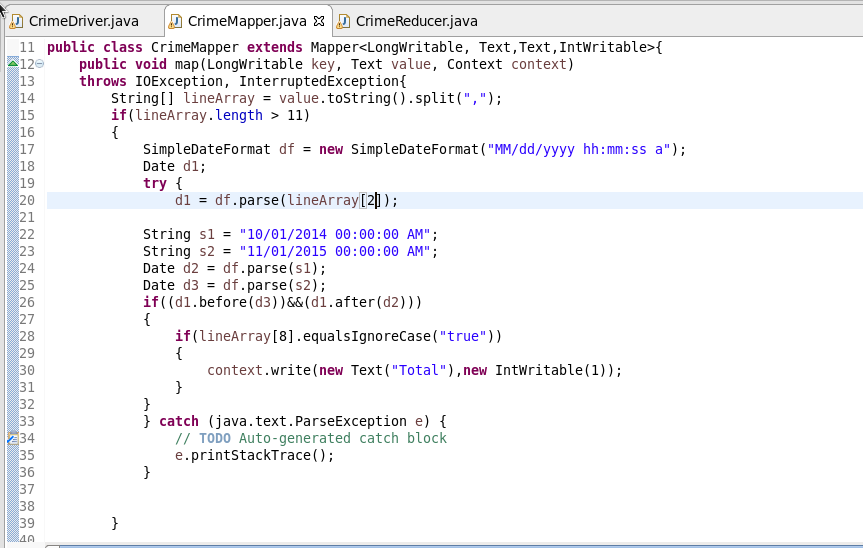 CrimeDriver.java CrimeMapper.java CrimeReducer.java
11 public class CrimeMapper extends Mapper<LongWritable, Text,Text,IntWritable>{
12 public void map(LongWritable key, Text value, Context context)
13 throws IOException, InterruptedException{
14 String[] lineArray = value.toString().split(",");
15 if(lineArray.length > 11)
16 {
17 SimpleDateFormat df = new SimpleDateFormat("MM/dd/yyyy hh:mm:ss a");
18 Date d1;
19 try {
20 d1 = df.parse(lineArray[2]);
21
22 String s1 = "10/01/2014 00:00:00 AM";
23 String s2 = "11/01/2015 00:00:00 AM";
24 Date d2 = df.parse(s1);
25 Date d3 = df.parse(s2);
26 if((d1.before(d3))&&(d1.after(d2)))
27 {
28 if(lineArray[8].equalsIgnoreCase("true"))
29 {
30 context.write(new Text("Total"),new IntWritable(1));
31 }
32 }
33 } catch (java.text.ParseException e) {
34 // TODO Auto-generated catch block
35 e.printStackTrace();
36 }
37
38
39 }
40